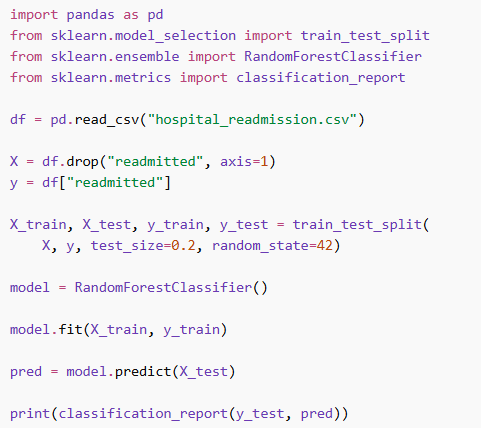 import pandas as pd
from sklearn.model_selection import train_test_split
from sklearn.ensemble import RandomForestClassifier
from sklearn.metrics import classification_report

df = pd.read_csv("hospital_readmission.csv")

X = df.drop("readmitted", axis=1)
y = df["readmitted"]

X_train, X_test, y_train, y_test = train_test_split(
    X, y, test_size=0.2, random_state=42)

model = RandomForestClassifier()

model.fit(X_train, y_train)

pred = model.predict(X_test)

print(classification_report(y_test, pred))